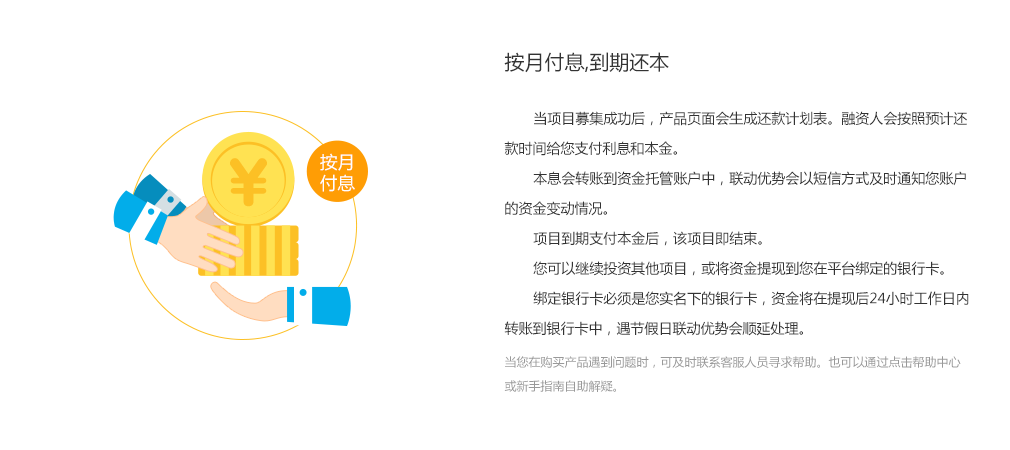 按月付息,到期还本
按月
付息
¥
当项目募集成功后，产品页面会生成还款计划表。融资人会按照预计还
款时间给您支付利息和本金。
本息会转账到资金托管账户中，联动优势会以短信方式及时通知您账户
的资金变动情况。
项目到期支付本金后，该项目即结束。
您可以继续投资其他项目，或将资金提现到您在平台绑定的银行卡。
绑定银行卡必须是您实名下的银行卡，资金将在提现后24小时工作日内
转账到银行卡中，遇节假日联动优势会顺延处理。
当您在购买产品遇到问题时，可及时联系客服人员寻求帮助。也可以通过点击帮助中心
或新手指南自助解疑。